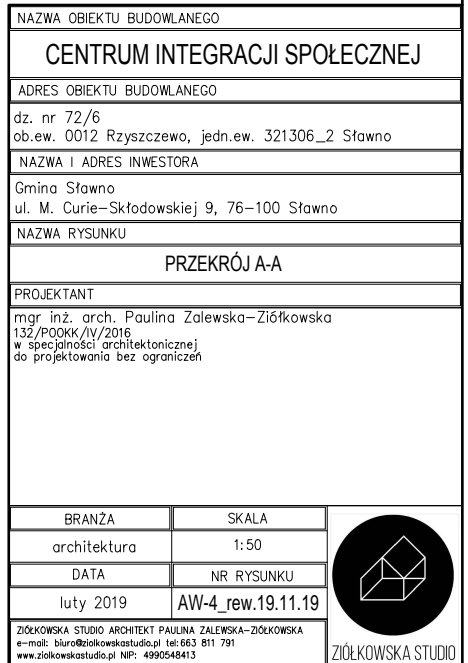 NAZWA OBIEKTU BUDOWLANEGO
CENTRUM INTEGRACJI SPOŁECZNEJ
ADRES OBIEKTU BUDOWLANEGO
dz. nr 72/6
ob.ew. 0012 Rzyszczewo, jedn.ew. 321306_2 Sławno
NAZWA I ADRES INWESTORA
Gmina Sławno
ul. M. Curie-Skłodowskiej 9, 76-100 Sławno
NAZWA RYSUNKU
PRZEKRÓJ A-A
PROJEKTANT
mgr inż. arch. Paulina Zalewska-Ziółkowska
132/POOKK/IV/2016
w specjalności architektonicznej
do projektowania bez ograniczeń
BRANŻA
SKALA
architektura
1:50
DATA
NR RYSUNKU
luty 2019
AW-4_rew.19.11.19
ZIÓŁKOWSKA STUDIO ARCHITEKT PAULINA ZALEWSKA-ZIÓŁKOWSKA
e-mail: biuro@ziolkowskastudio.pl tel:663 811 791
www.ziolkowskastudio.pl NIP: 4990548413
ZIÓŁKOWSKA STUDIO